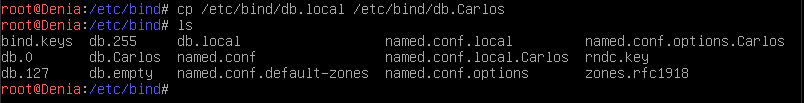 root@Denia:/etc/bind# cp /etc/bind/db.local /etc/bind/db.Carlos
root@Denia:/etc/bind# ls
bind.keys db.255 db.local named.conf.local named.conf.options.Carlos
db.0 db.Carlos named.conf named.conf.local.Carlos rndc.key
db.127 db.empty named.conf.default-zones named.conf.options zones.rfc1918
root@Denia:/etc/bind#